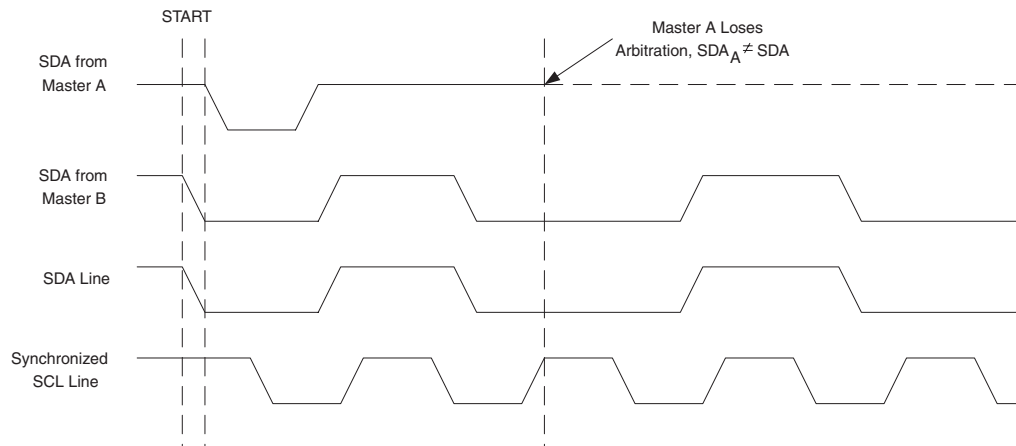 START
Master A Loses
Arbitration, SDA_A ≠ SDA
SDA from
Master A
SDA from
Master B
SDA Line
Synchronized
SCL Line